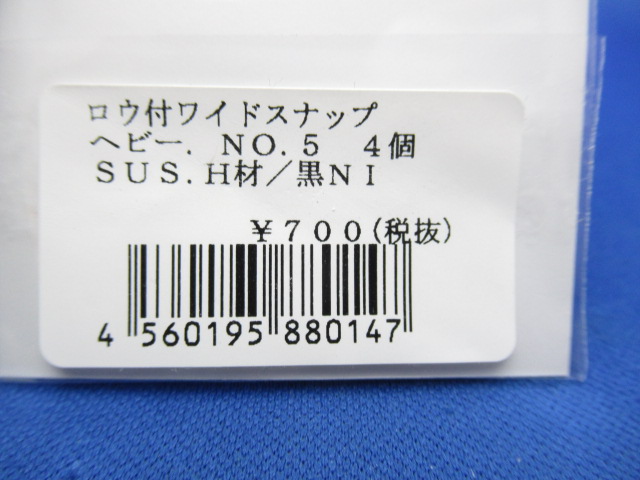 ロウ付ワイドスナップ
ヘビー. NO.5 4個
SUS.H材／黒NI
￥700(税抜)
4 560195 880147